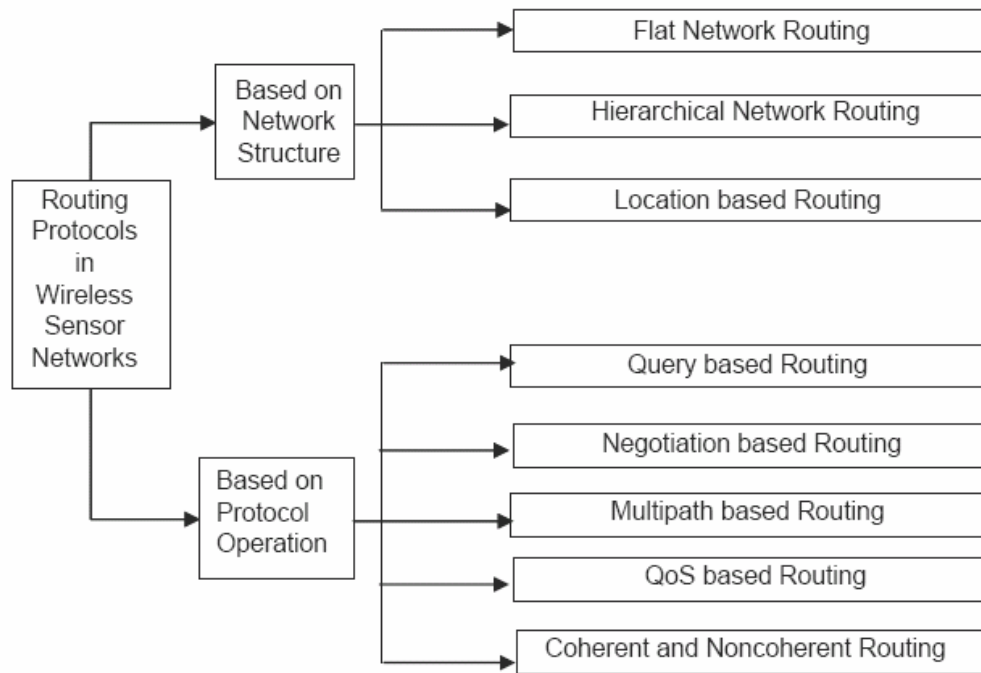 Routing
Protocols
in
Wireless
Sensor
Networks
Based on
Network
Structure
Flat Network Routing
Hierarchical Network Routing
Location based Routing
Based on
Protocol
Operation
Query based Routing
Negotiation based Routing
Multipath based Routing
QoS based Routing
Coherent and Noncoherent Routing